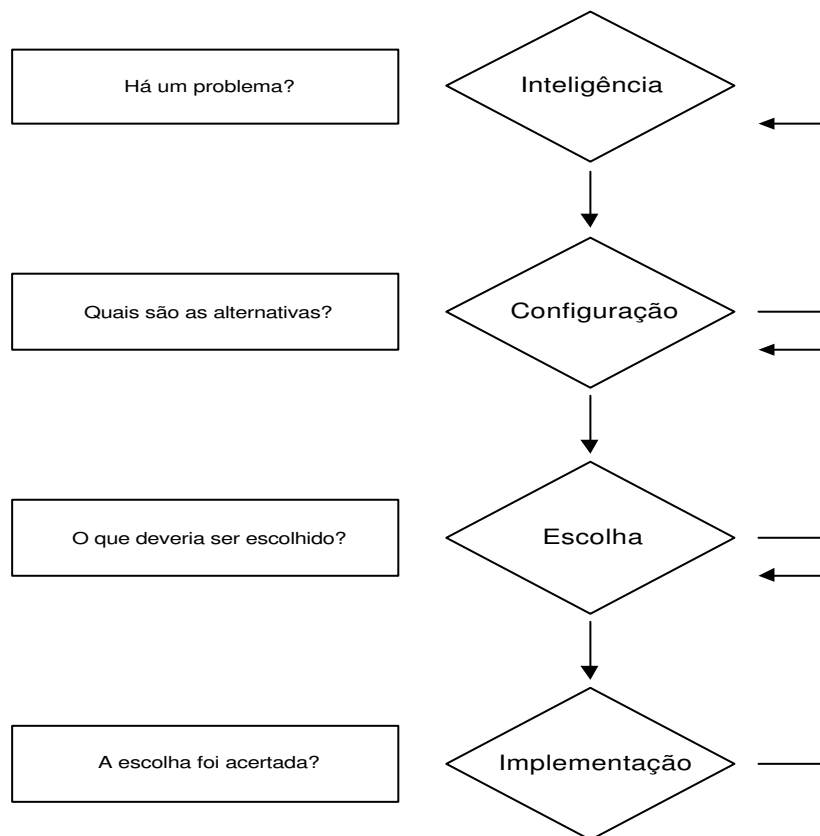 Há um problema?
Inteligência
Quais são as alternativas?
Configuração
O que deveria ser escolhido?
Escolha
A escolha foi acertada?
Implementação